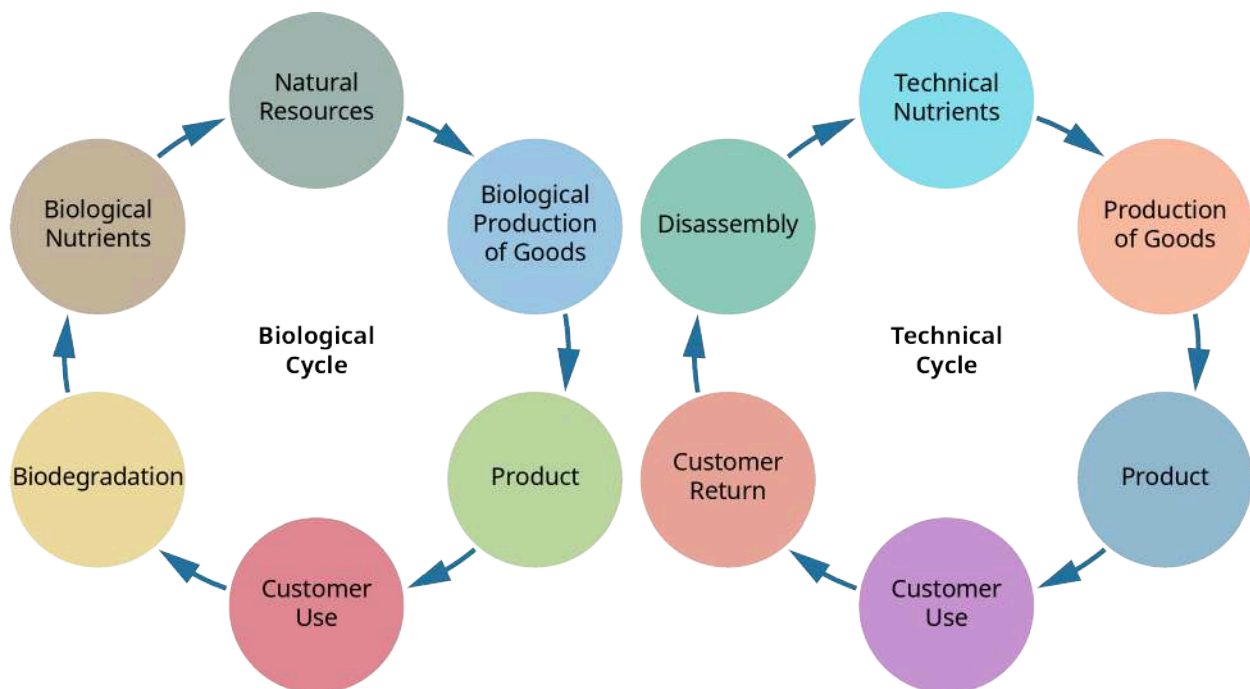 Natural
Resources
Biological
Production
of Goods
Product
Customer
Use
Biodegradation
Biological
Nutrients
Biological
Cycle
Technical
Nutrients
Production
of Goods
Product
Customer
Use
Customer
Return
Disassembly
Technical
Cycle